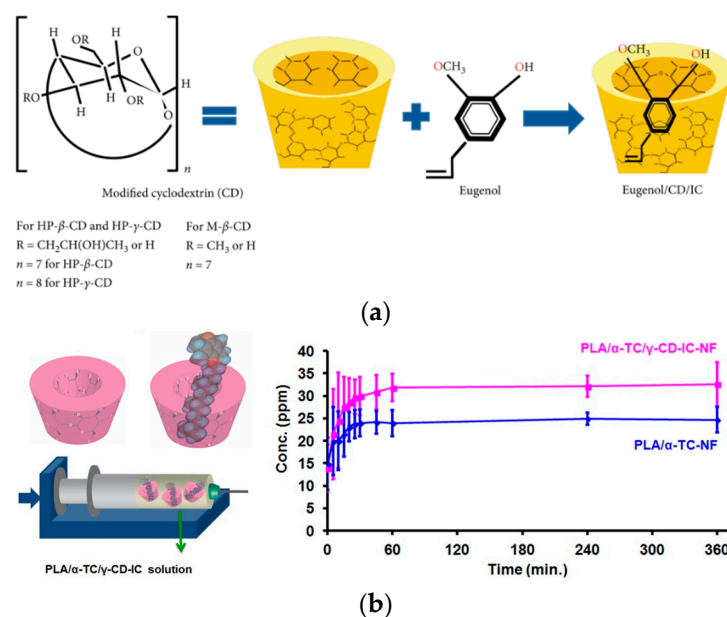 OR
H
H
O
RO
OR
H
H
H
O
n
Modified cyclodextrin (CD)
OCH₃
OH
Eugenol
OCH₃
OH
Eugenol/CD/IC
For HP-β-CD and HP-γ-CD
R = CH₂CH(OH)CH₃ or H
n = 7 for HP-β-CD
n = 8 for HP-γ-CD
For M-β-CD
R = CH₃ or H
n = 7
(a)
PLA/α-TC/γ-CD-IC solution
Conc. (ppm)
40
35
30
25
20
15
10
5
0
PLA/α-TC/γ-CD-IC-NF
PLA/α-TC-NF
0 60 120 180 240 300 360
Time (min.)
(b)